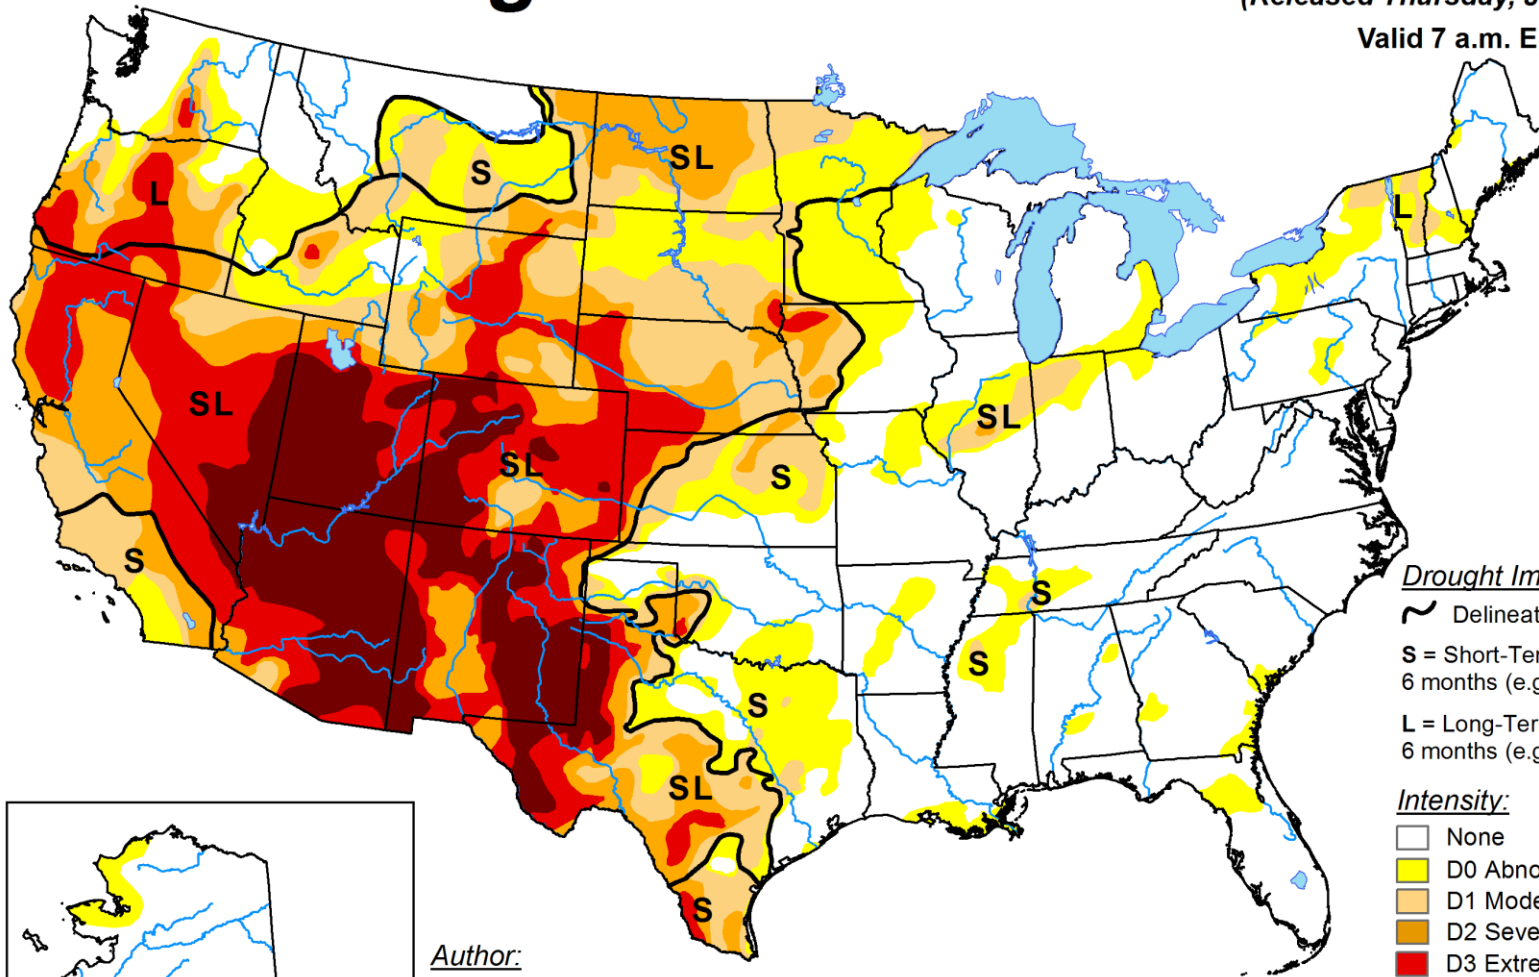 (Released Thursday, J
Valid 7 a.m. E
S
SL
L
L
SL
SL
SL
S
S
S
S
S
SL
S
Drought Im
Delineat
S = Short-Ter
6 months (e.g
L = Long-Ter
6 months (e.g
Intensity:
None
D0 Abno
D1 Mode
D2 Seve
D3 Extre
Author: